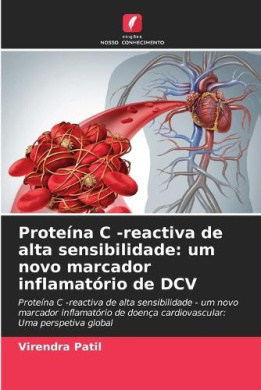 edições
NOSSO CONHECIMENTO
Proteína C -reactiva de
alta sensibilidade: um
novo marcador
inflamatório de DCV
Proteína C -reactiva de alta sensibilidade - um novo
marcador inflamatório de doença cardiovascular:
Uma perspetiva global
Virendra Patil